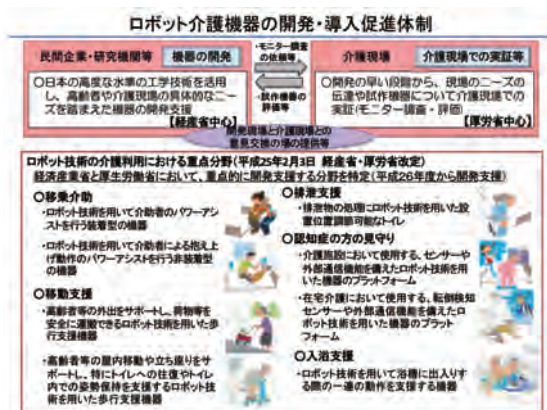 ロボット介護機器の開発・導入促進体制
民間企業・研究機関等
機器の開発
○日本の高度な水準の工学技術を活用
し、高齢者や介護現場の具体的なニー
ズを踏まえた機器の開発支援
【経産省中心】
・モニター調査
の依頼等
・試作機器の
評価等
介護現場
介護現場での実証等
○開発の早い段階から、現場のニーズの
伝達や試作機器について介護現場で
の実証(モニター調査・評価)
【厚労省中心】
開発現場と介護現場との
意見交換の場の提供等
ロボット技術の介護利用における重点分野(平成25年2月3日 経産省・厚労省改定)
経済産業省と厚生労働省において、重点的に開発支援する分野を特定(平成26年度から開発支援)
○移乗介助
・ロボット技術を用いて介助者のパワーアシ
ストを行う装着型の機器
・ロボット技術を用いて介助者による抱え上
げ動作のパワーアシストを行う非装着型
の機器
○移動支援
・高齢者等の外出をサポートし、荷物等を
安全に運搬できるロボット技術を用いた歩
行支援機器
・高齢者等の屋内移動や立ち座りをサ
ポートし、特にトイレへの往復やトイレ
内での姿勢保持を支援するロボット技
術を用いた歩行支援機器
○排泄支援
・排泄物の処理にロボット技術を用いた設
置位置調節可能なトイレ
○認知症の方の見守り
・介護施設において使用する、センサーや
外部通信機能を備えたロボット技術を用
いた機器のプラットフォーム
・在宅介護において使用する、転倒検知
センサーや外部通信機能を備えたロ
ボット技術を用いた機器のプラット
フォーム
○入浴支援
・ロボット技術を用いて浴槽に出入りす
る際の一連の動作を支援する機器